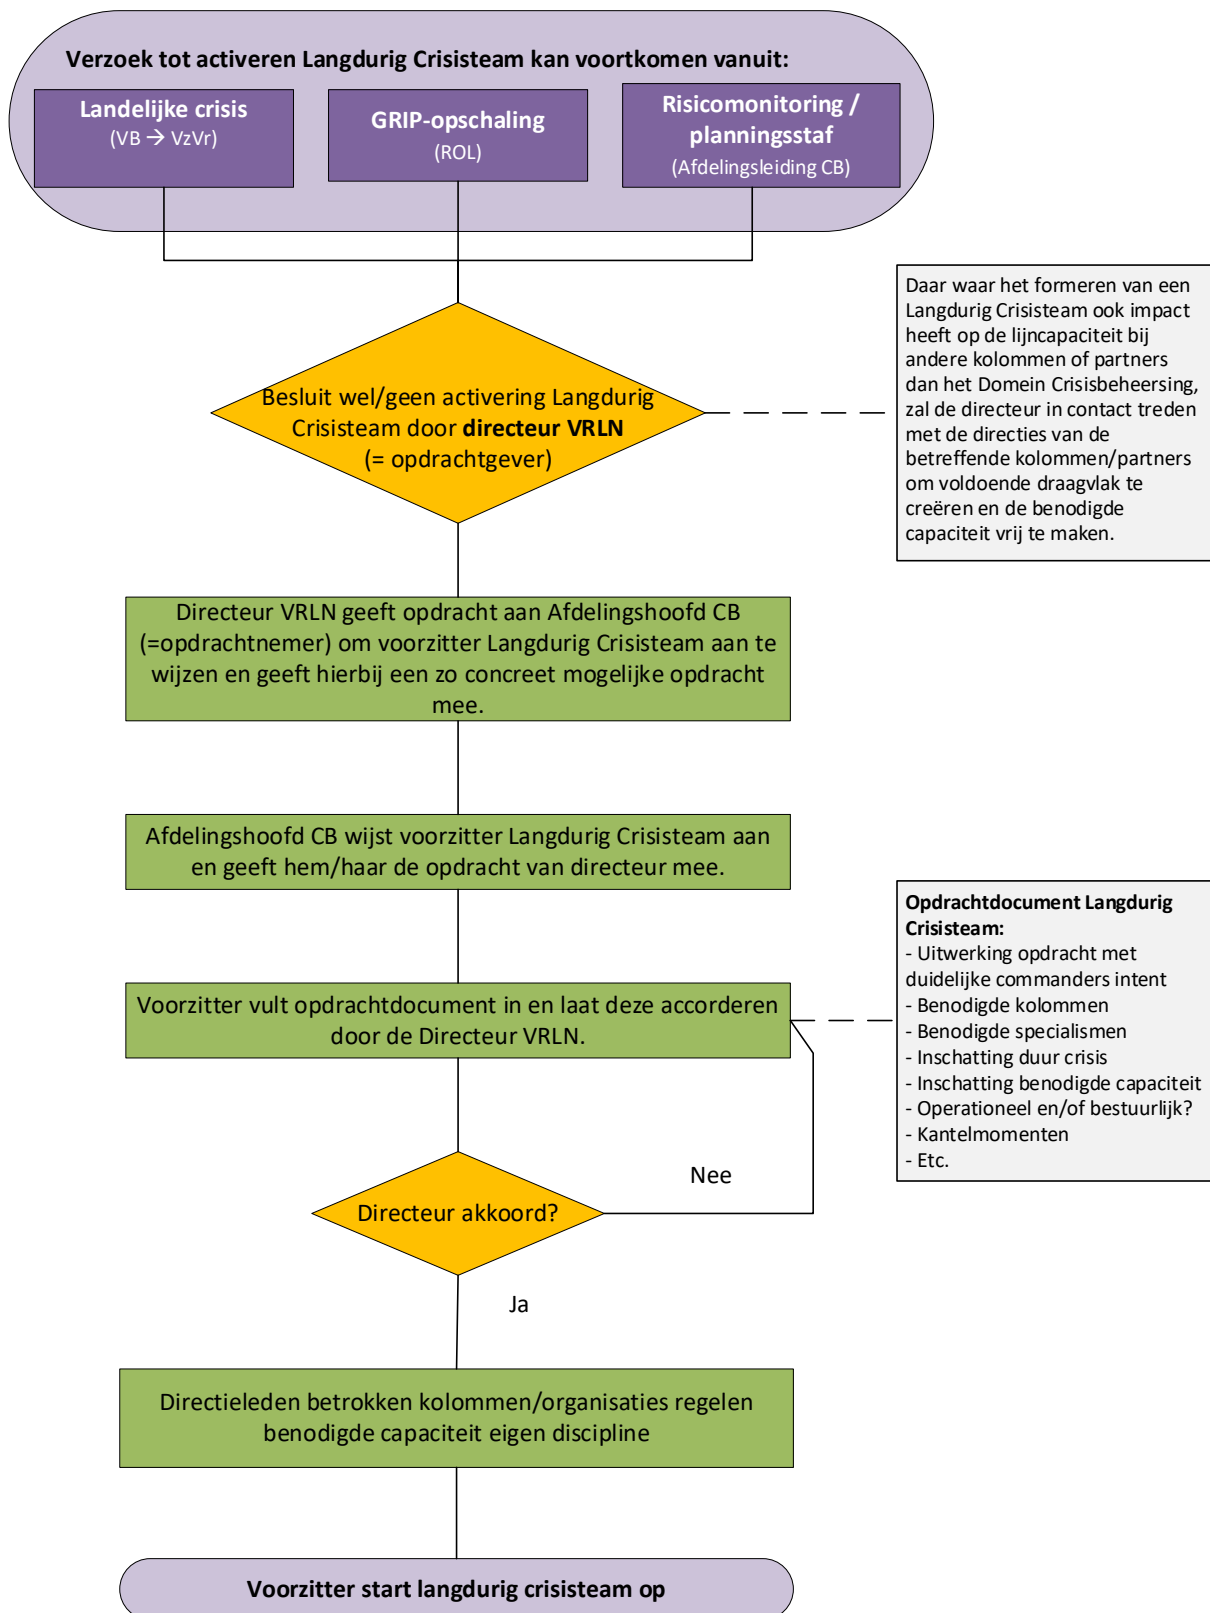 Verzoek tot activeren Langdurig Crisisteam kan voortkomen vanuit:
Landelijke crisis
(VB → VzVr)
GRIP-opschaling
(ROL)
Risicomonitoring /
planningsstaf
(Afdelingsleiding CB)
Besluit wel/geen activering Langdurig
Crisisteam door directeur VRLN
(= opdrachtgever)
Daar waar het formeren van een
Langdurig Crisisteam ook impact
heeft op de lijncapaciteit bij
andere kolommen of partners
dan het Domein Crisisbeheersing,
zal de directeur in contact treden
met de directies van de
betreffende kolommen/partners
om voldoende draagvlak te
creëren en de benodigde
capaciteit vrij te maken.
Directeur VRLN geeft opdracht aan Afdelingshoofd CB
(=opdrachtnemer) om voorzitter Langdurig Crisisteam aan te
wijzen en geeft hierbij een zo concreet mogelijke opdracht
mee.
Afdelingshoofd CB wijst voorzitter Langdurig Crisisteam aan
en geeft hem/haar de opdracht van directeur mee.
Voorzitter vult opdrachtdocument in en laat deze accorderen
door de Directeur VRLN.
Opdrachtdocument Langdurig
Crisisteam:
- Uitwerking opdracht met
duidelijke commanders intent
- Benodigde kolommen
- Benodigde specialismen
- Inschatting duur crisis
- Inschatting benodigde capaciteit
- Operationeel en/of bestuurlijk?
- Kantelmomenten
- Etc.
Nee
Directeur akkoord?
Ja
Directieleden betrokken kolommen/organisaties regelen
benodigde capaciteit eigen discipline
Voorzitter start langdurig crisisteam op